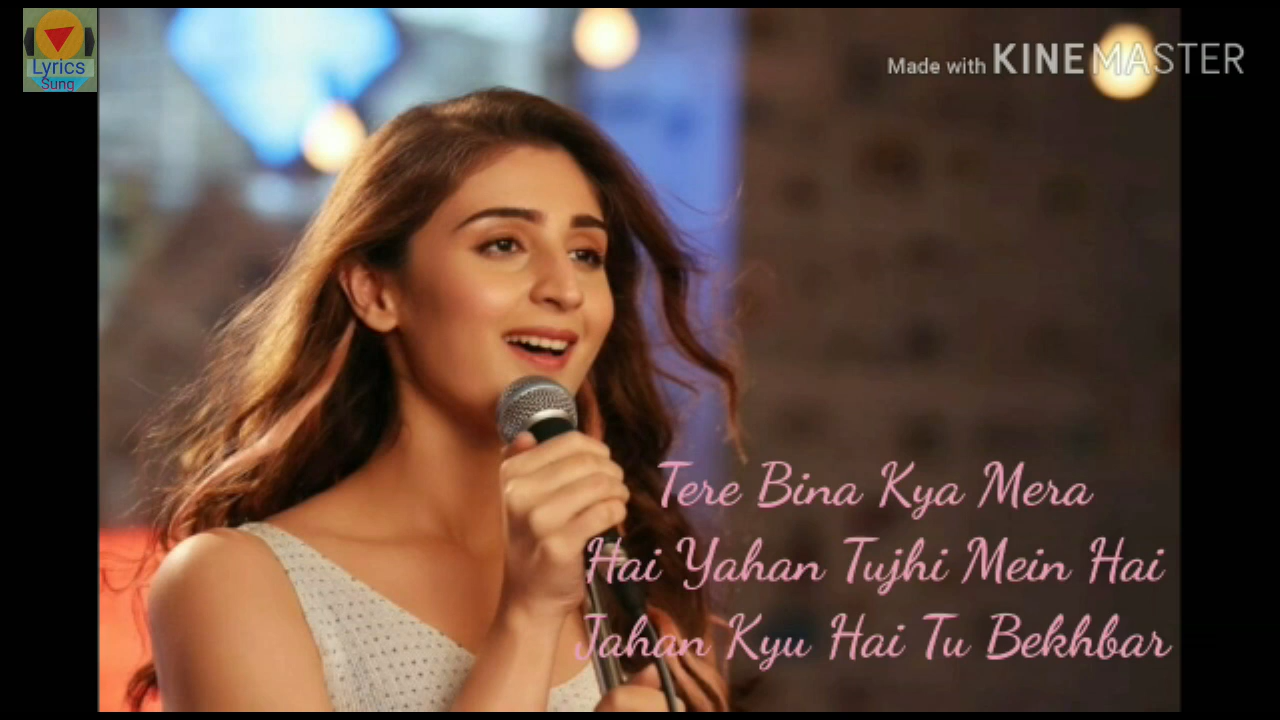 Lyrics
Sung
Made with KINEMASTER
Tere Bina Kya Mera
Hai Yahan Tujhi Mein Hai
Jahan Kyu Hai Tu Bekhbar